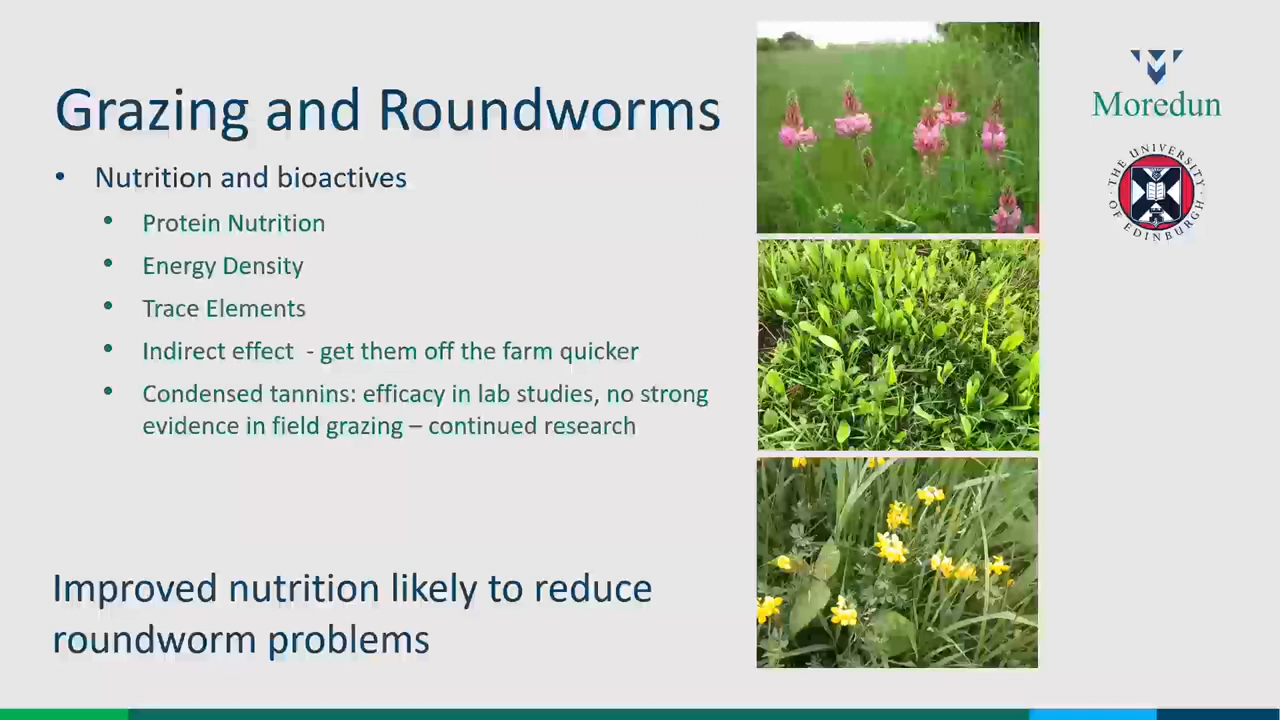 Grazing and Roundworms
• Nutrition and bioactives
• Protein Nutrition
• Energy Density
• Trace Elements
• Indirect effect - get them off the farm quicker
• Condensed tannins: efficacy in lab studies, no strong
evidence in field grazing – continued research
Improved nutrition likely to reduce
roundworm problems
Moredun
THE UNIVERSITY
OF EDINBURGH